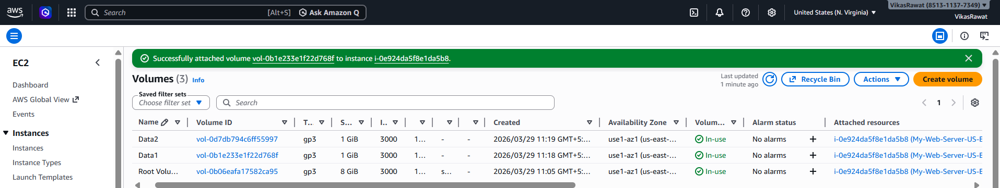 aws
Search [Alt+S] Ask Amazon Q
United States (N. Virginia)
VikasRawat (8513-1137-7349)
VikasRawat
EC2
Dashboard
AWS Global View
Events
Instances
Instances
Instance Types
Launch Templates
Successfully attached volume vol-0b1e233e1f22d768f to instance i-0e924da5f8e1da5b8.
Volumes (3) Info
Last updated
1 minute ago
Recycle Bin
Actions
Create volume
Saved filter sets
Choose filter set
Search
1
Name Volume ID T... S... I... Created Availability Zone Volum... Alarm status Attached resources
Data2 vol-0d7db794c6ff55997 gp3 1 GiB 3000 1... - - 2026/03/29 11:19 GMT+5:... use1-az1 (us-east-... In-use No alarms + i-0e924da5f8e1da5b8 (My-Web-Server-US-E
Data1 vol-0b1e233e1f22d768f gp3 1 GiB 3000 1... - - 2026/03/29 11:18 GMT+5:... use1-az1 (us-east-... In-use No alarms + i-0e924da5f8e1da5b8 (My-Web-Server-US-E
Root Volu... vol-0b06eafa17582ca95 gp3 8 GiB 3000 1... s... - 2026/03/29 11:05 GMT+5:... use1-az1 (us-east-... In-use No alarms + i-0e924da5f8e1da5b8 (My-Web-Server-US-E